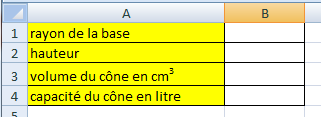 A B
1 rayon de la base
2 hauteur
3 volume du cône en cm³
4 capacité du cône en litre